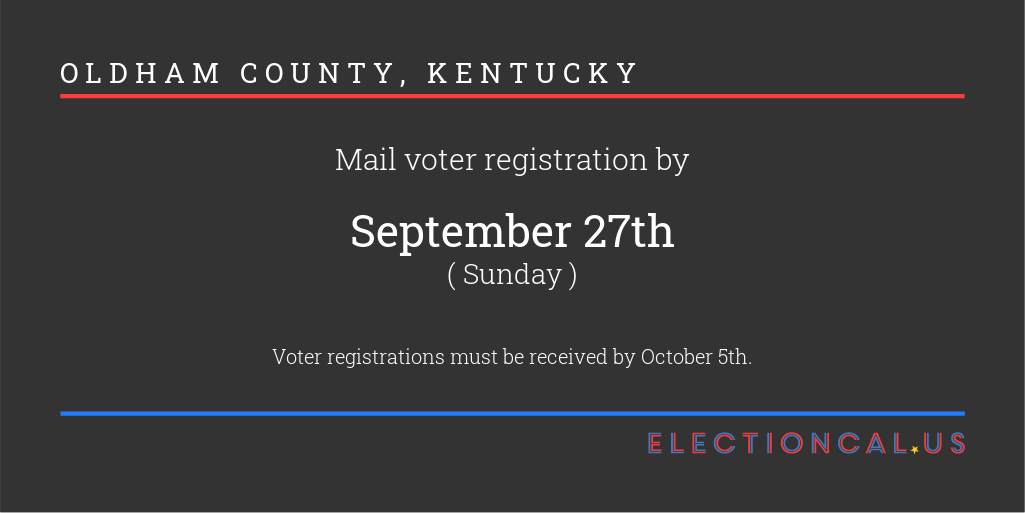 OLDHAM COUNTY, KENTUCKY
Mail voter registration by
September 27th
( Sunday )
Voter registrations must be received by October 5th.
ELECTIONCAL.US